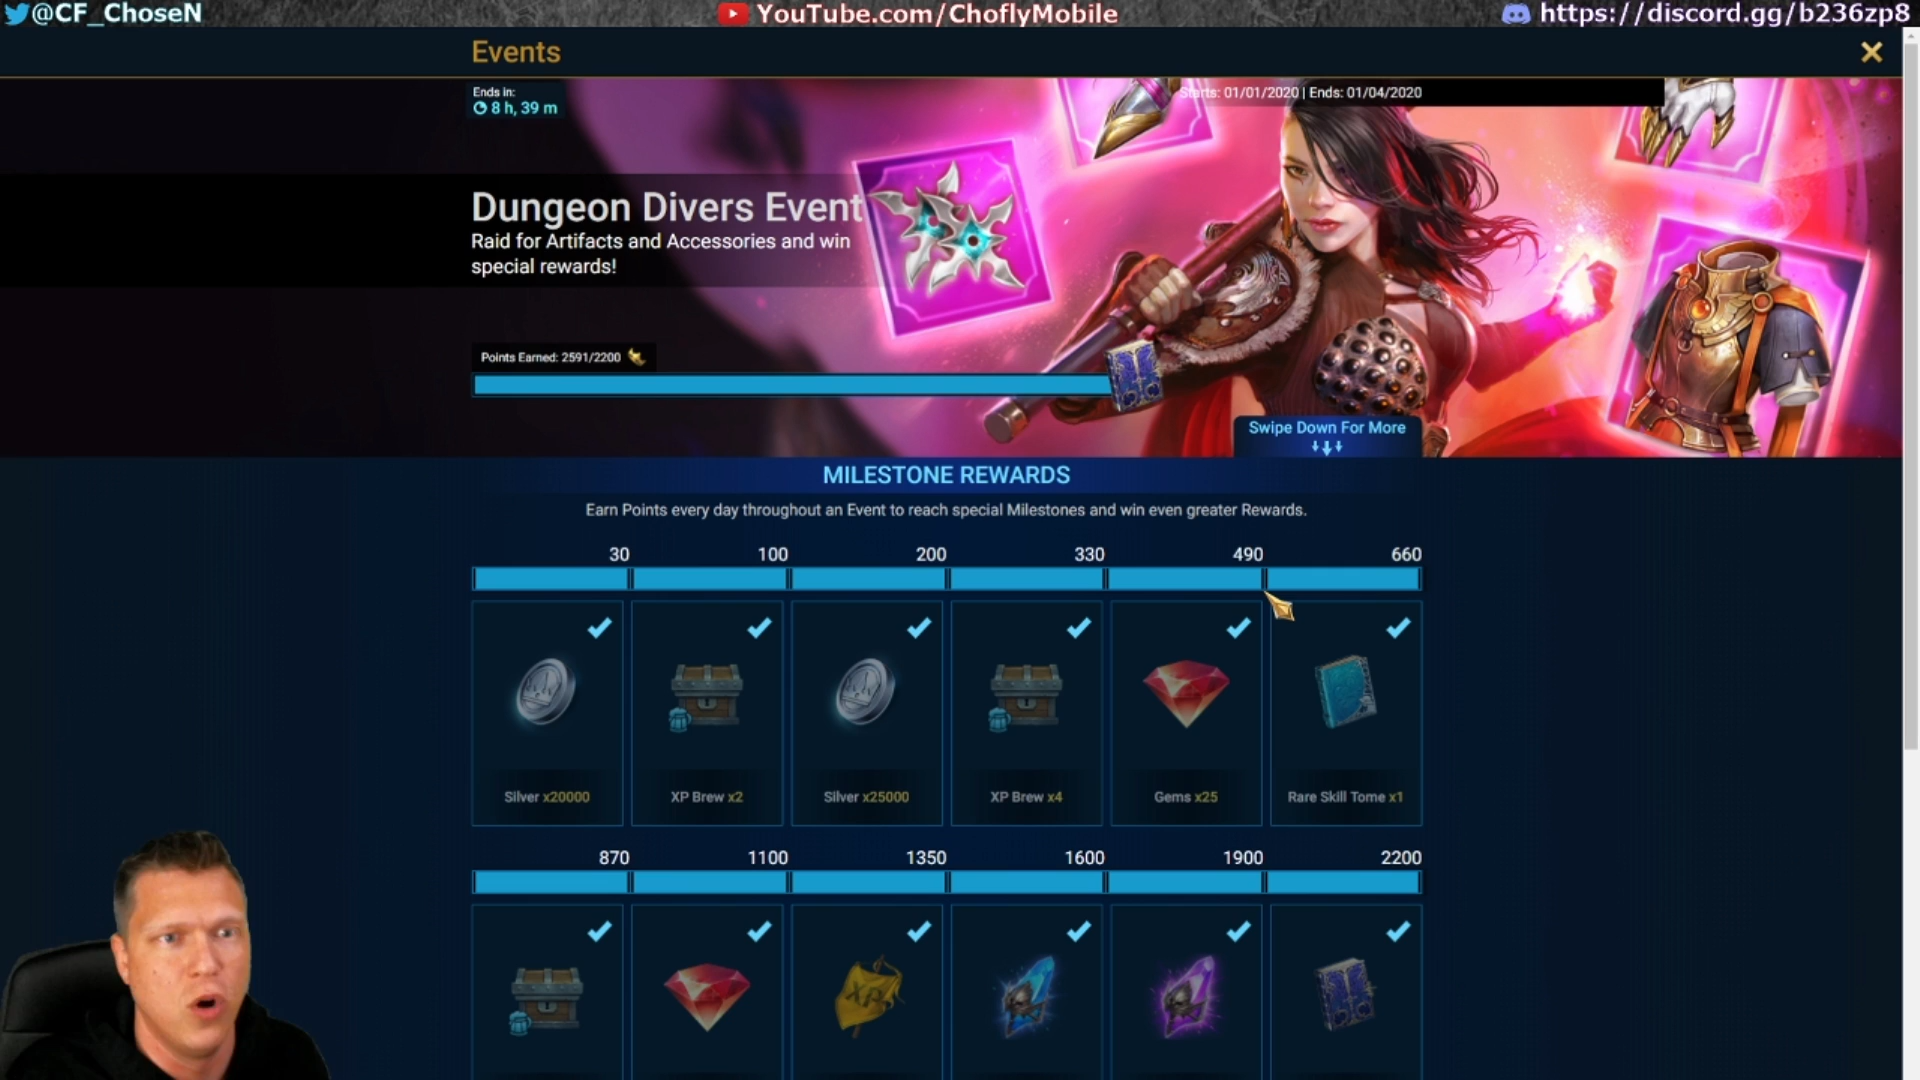 @CF_ChoseN
YouTube.com/ChoflyMobile
https://discord.gg/b236zp8
Events
Ends in:
8 h, 39 m
Starts: 01/01/2020 | Ends: 01/04/2020
Dungeon Divers Event
Raid for Artifacts and Accessories and win
special rewards!
Points Earned: 2591/2200
Swipe Down For More
MILESTONE REWARDS
Earn Points every day throughout an Event to reach special Milestones and win even greater Rewards.
30 100 200 330 490 660
Silver x20000 XP Brew x2 Silver x25000 XP Brew x4 Gems x25 Rare Skill Tome x1
870 1100 1350 1600 1900 2200
XP